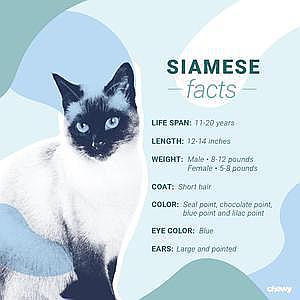 SIAMESE
facts
LIFE SPAN: 11-20 years
LENGTH: 12-14 inches
WEIGHT: Male • 8-12 pounds
Female • 5-8 pounds
COAT: Short hair
COLOR: Seal point, chocolate point,
blue point and lilac point
EYE COLOR: Blue
EARS: Large and pointed
chewy